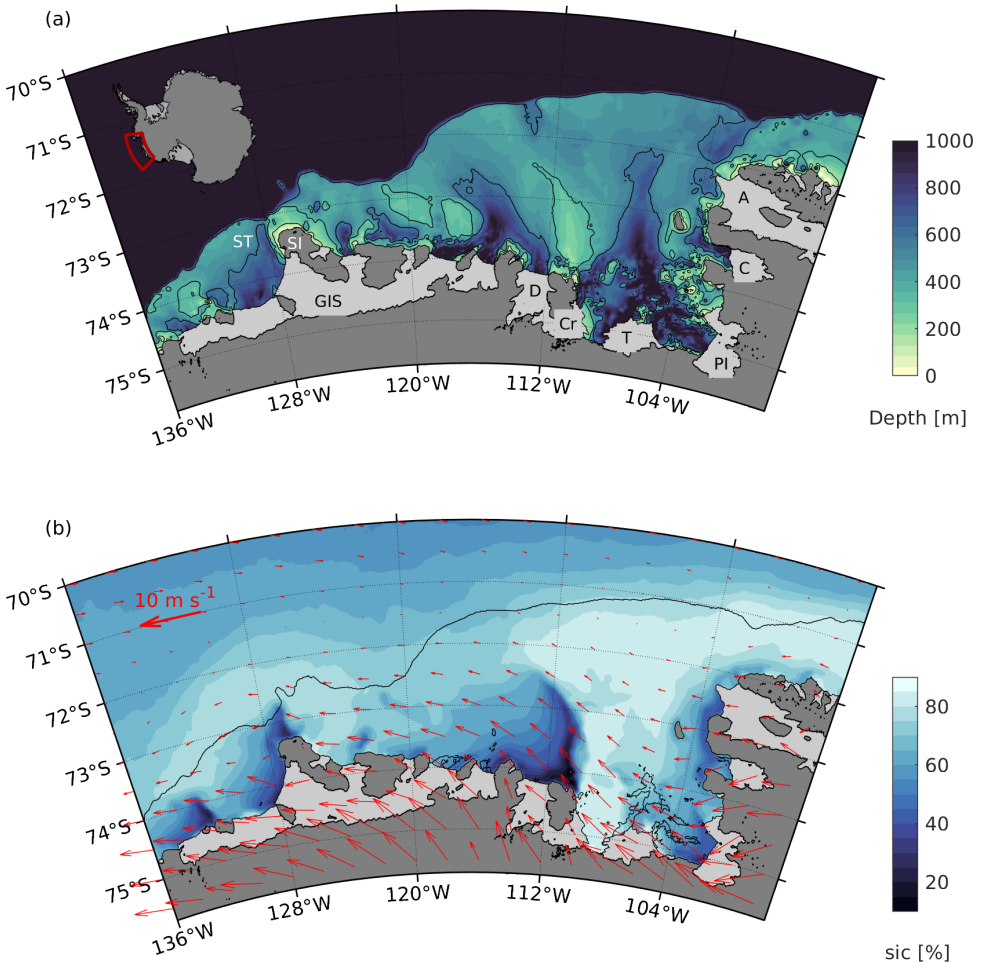 (a)
70°S
71°S
72°S
73°S
74°S
75°S
136°W
128°W
120°W
112°W
104°W
ST
SI
GIS
D
Cr
T
PI
C
A
1000
800
600
400
200
0
Depth [m]
(b)
10 m s⁻¹
70°S
71°S
72°S
73°S
74°S
75°S
136°W
128°W
120°W
112°W
104°W
80
60
40
20
sic [%]